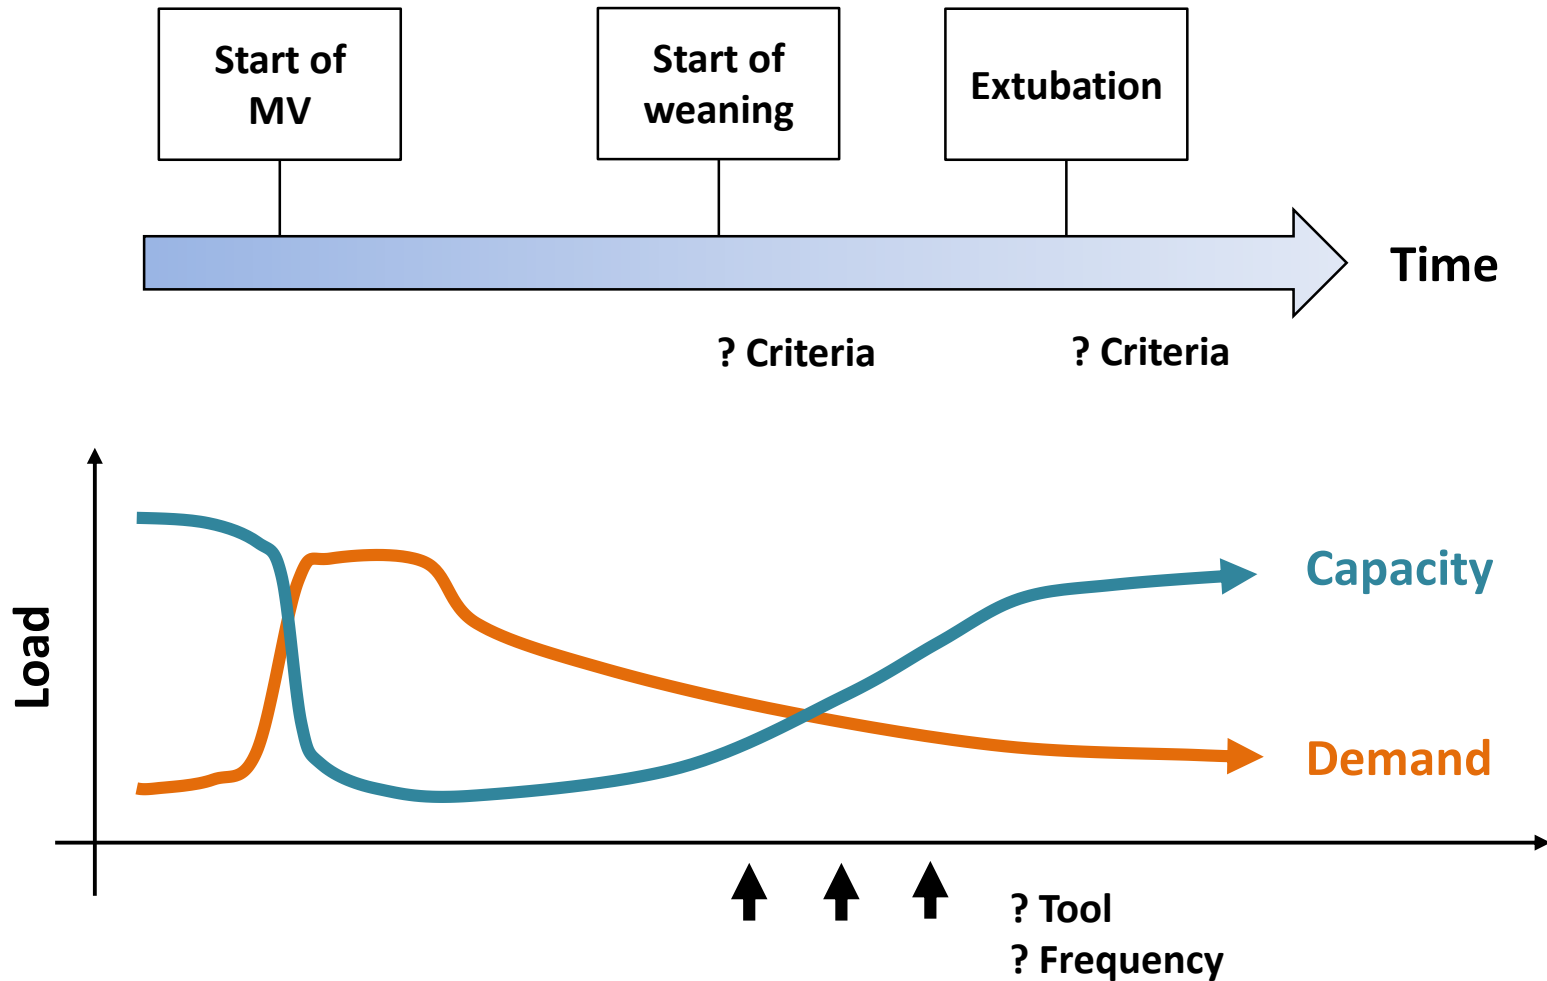 Start of
MV
Start of
weaning
Extubation
Time
? Criteria
? Criteria
Load
Capacity
Demand
? Tool
? Frequency